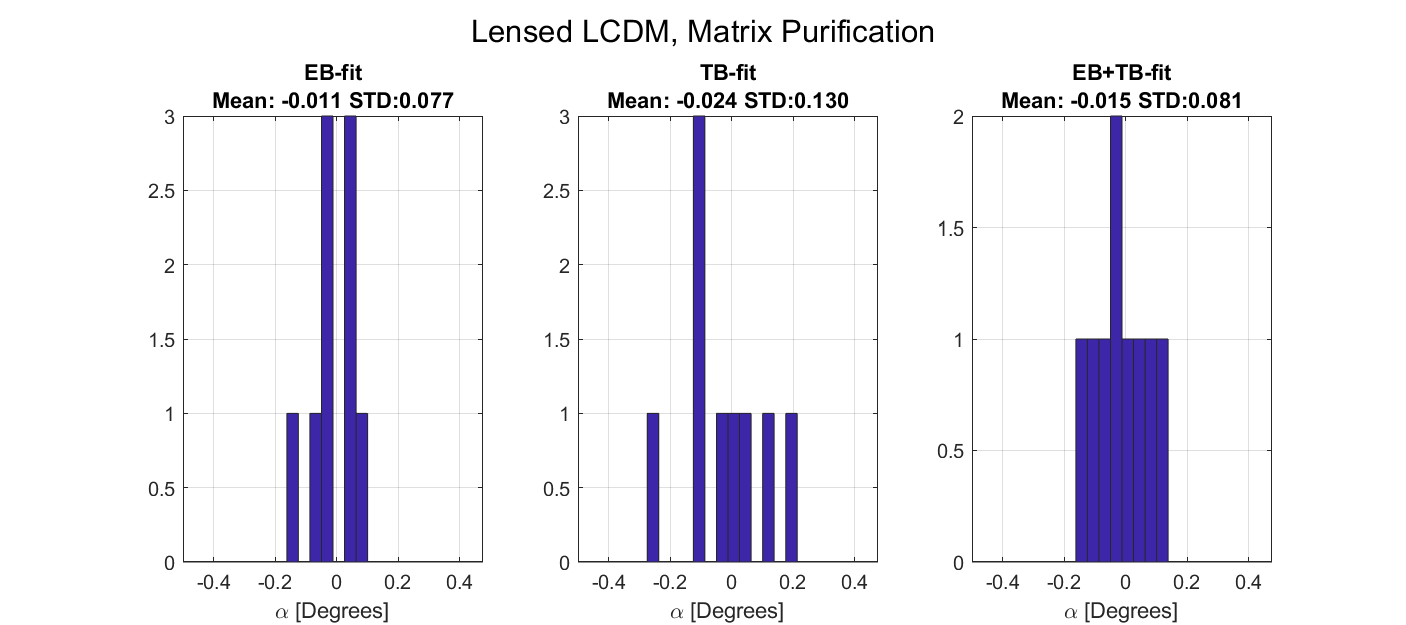 Lensed LCDM, Matrix Purification
EB-fit
Mean: -0.011 STD:0.077
3
2.5
2
1.5
1
0.5
0
-0.4 -0.2 0 0.2 0.4
α [Degrees]
TB-fit
Mean: -0.024 STD:0.130
3
2.5
2
1.5
1
0.5
0
-0.4 -0.2 0 0.2 0.4
α [Degrees]
EB+TB-fit
Mean: -0.015 STD:0.081
2
1.5
1
0.5
0
-0.4 -0.2 0 0.2 0.4
α [Degrees]